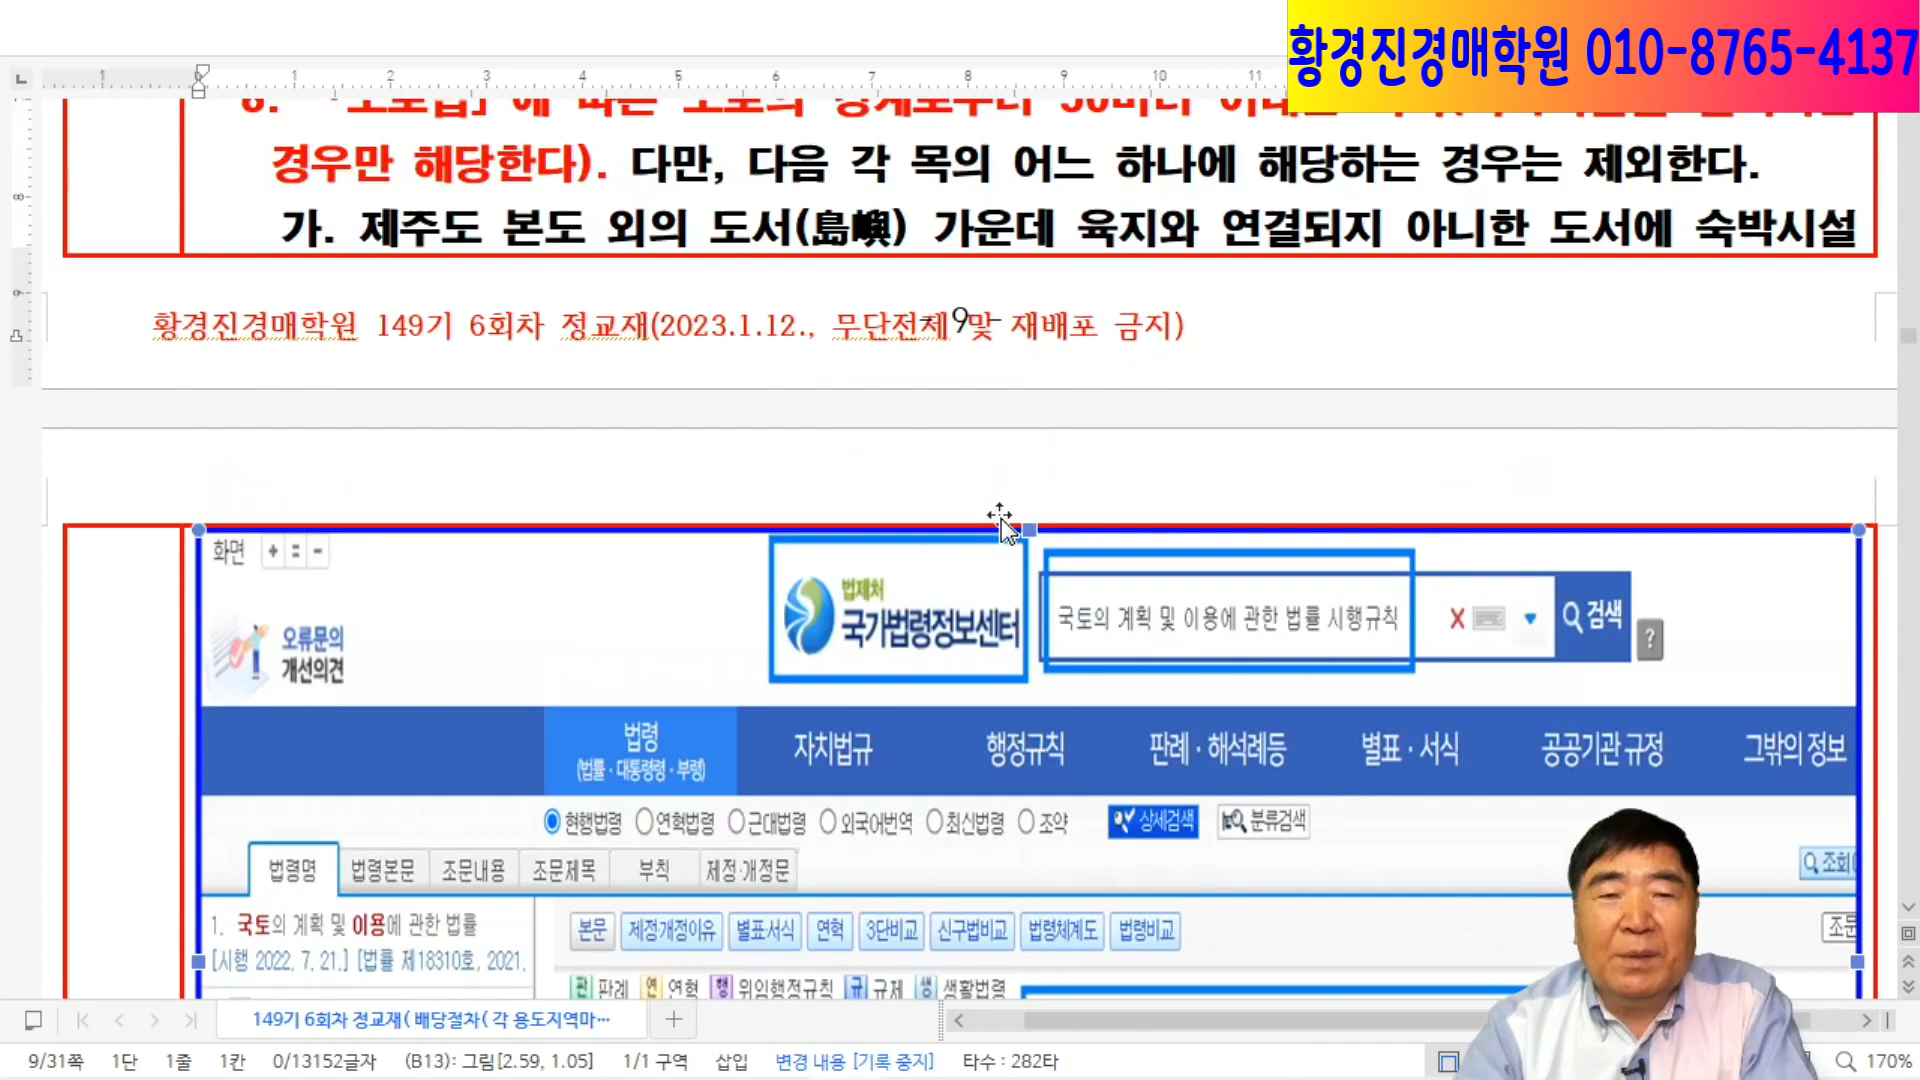 황경진경매학원 010-8765-4137
경우만 해당한다). 다만, 다음 각 목의 어느 하나에 해당하는 경우는 제외한다.
가. 제주도 본도 외의 도서(島嶼) 가운데 육지와 연결되지 아니한 도서에 숙박시설
황경진경매학원 149기 6회차 정교재(2023.1.12., 무단전제 및 재배포 금지)
- 9 -
화면 + = -
오류문의
개선의견
법제처
국가법령정보센터
국토의 계획 및 이용에 관한 법률 시행규칙 X 검색 ?
법령
(법률·대통령령·부령)
자치법규 행정규칙 판례·해석례등 별표·서식 공공기관 규정 그밖의 정보
현행법령 연혁법령 근대법령 외국어번역 최신법령 조약 상세검색 분류검색
법령명 법령본문 조문내용 조문제목 부칙 제정·개정문
1. 국토의 계획 및 이용에 관한 법률
[시행 2022. 7. 21.] [법률 제18310호, 2021.
본문 제정·개정이유 별표·서식 연혁 3단비교 신구법비교 법령체계도 법령비교
판 판례 연 연혁 행 위임행정규칙 규 규제 생 생활법령
149기 6회차 정교재( 배당절차( 각 용도지역마···
9/31쪽 1단 1줄 1칸 0/13152글자 (B13): 그림[2.59, 1.05] 1/1 구역 삽입 변경 내용 [기록 중지] 타수 : 282타 170%